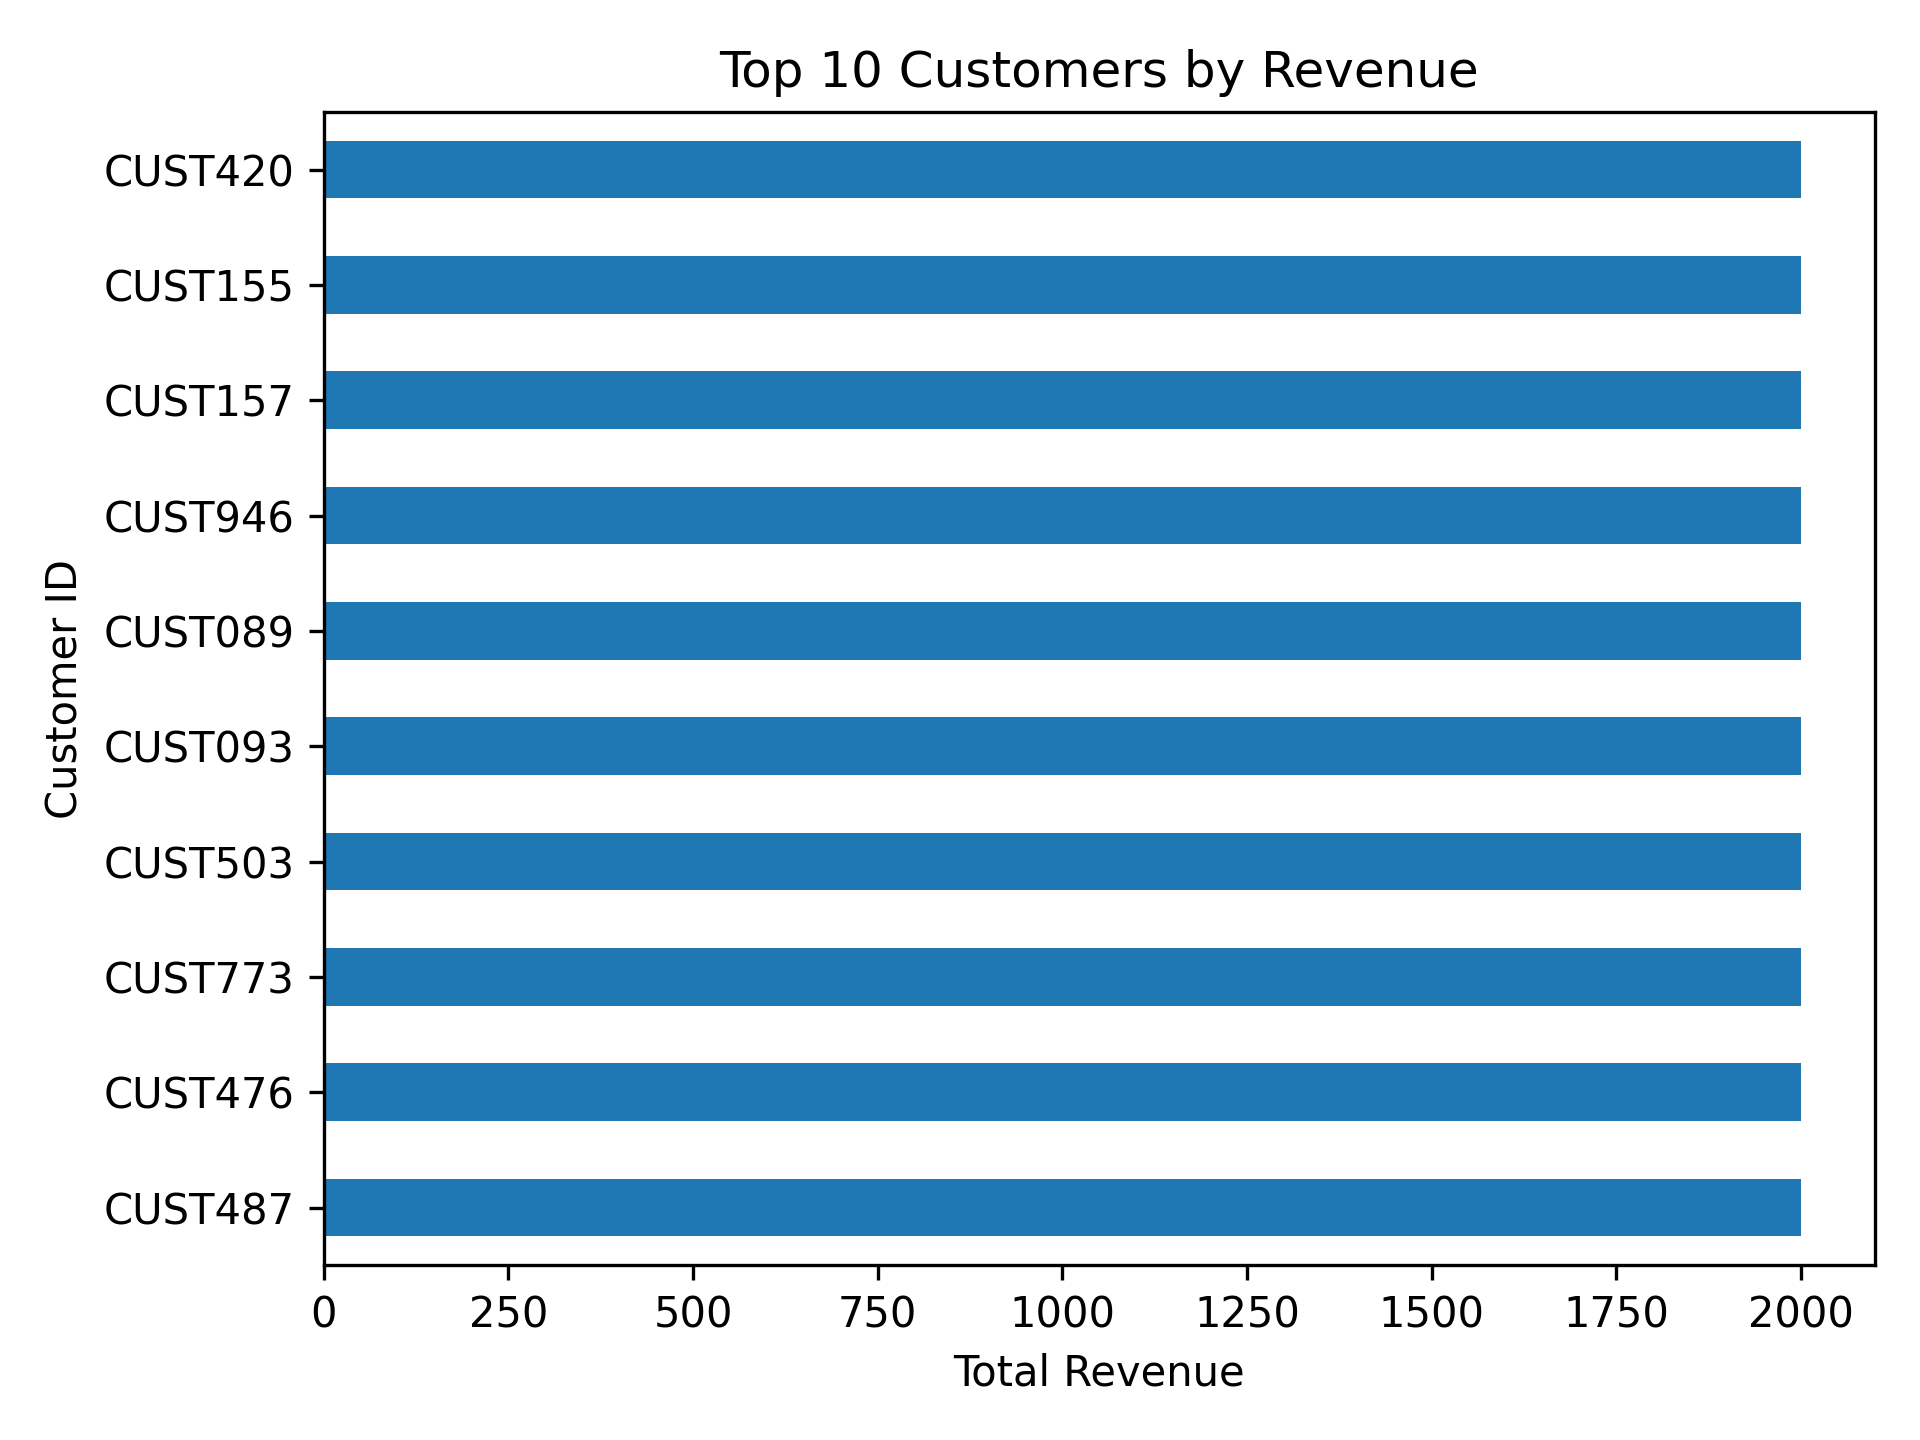 Top 10 Customers by Revenue
CUST420
CUST155
CUST157
CUST946
CUST089
CUST093
CUST503
CUST773
CUST476
CUST487
Customer ID
0 250 500 750 1000 1250 1500 1750 2000
Total Revenue